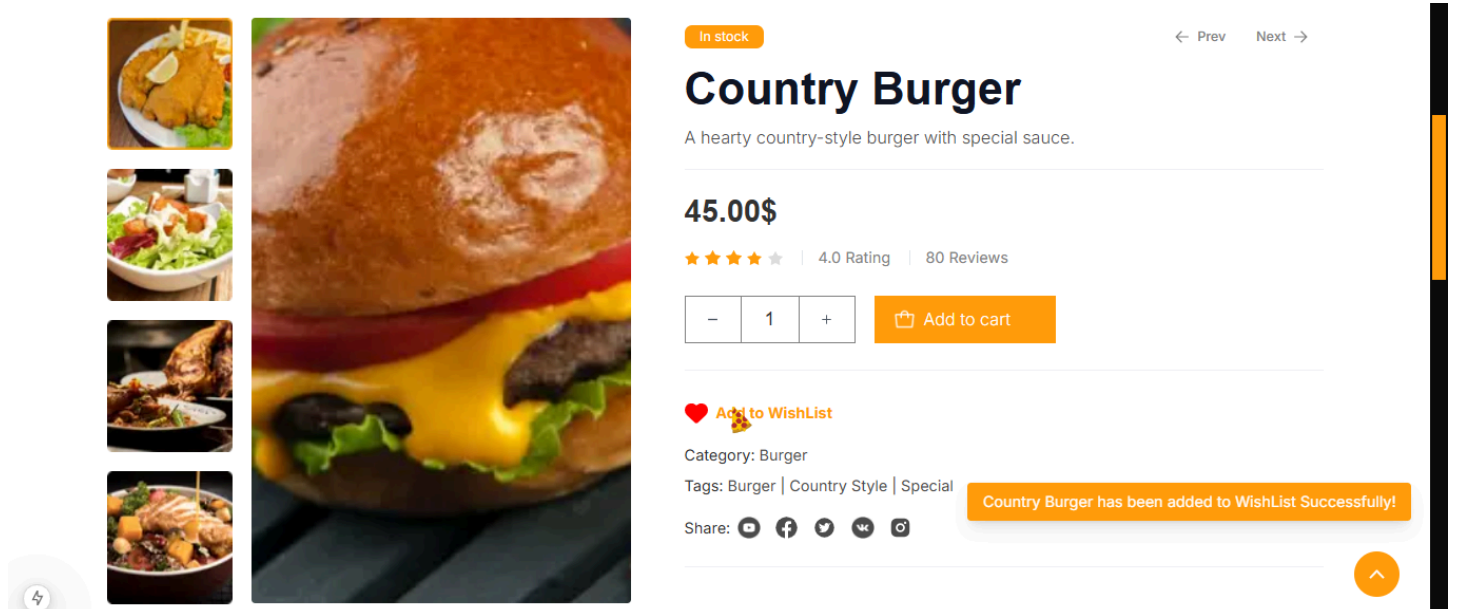 In stock
Prev
Next
Country Burger
A hearty country-style burger with special sauce.
45.00$
4.0 Rating
80 Reviews
− 1 +
Add to cart
Add to WishList
Category: Burger
Tags: Burger | Country Style | Special
Country Burger has been added to WishList Successfully!
Share: